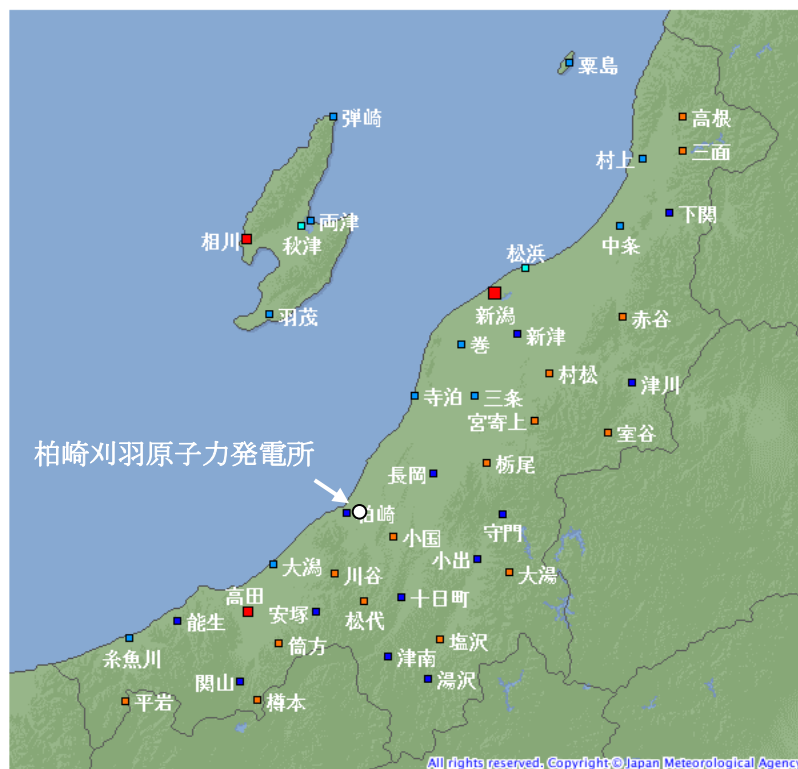 粟島
弾崎
高根
三面
村上
下関
両津
相川
秋津
中条
松浜
羽茂
新潟
赤谷
新津
巻
村松
津川
寺泊
三条
宮寄上
室谷
柏崎刈羽原子力発電所
栃尾
長岡
柏崎
守門
小国
小出
大潟
川谷
大湯
高田
十日町
安塚
松代
能生
塩沢
筒方
糸魚川
津南
関山
湯沢
平岩
樽本
All rights reserved. Copyright © Japan Meteorological Agency